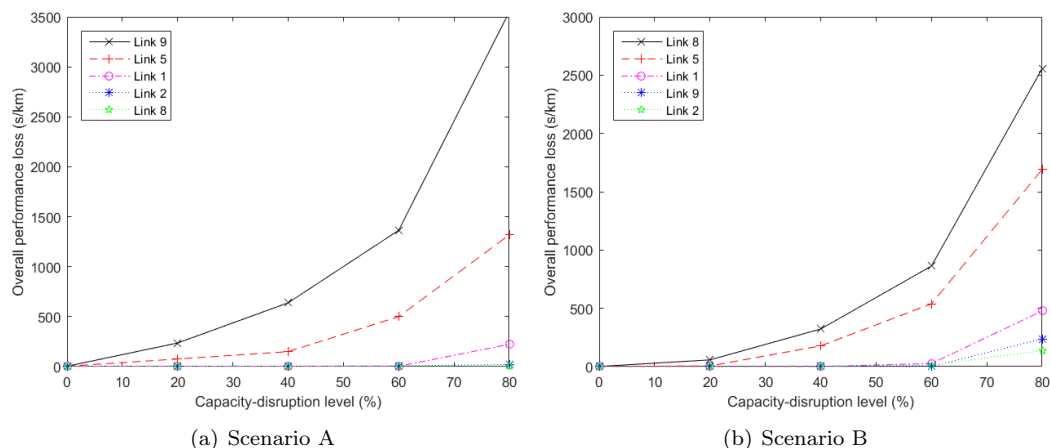 3500
3000
2500
2000
1500
1000
500
0
Overall performance loss (s/km)
Link 9
Link 5
Link 1
Link 2
Link 8
0 10 20 30 40 50 60 70 80
Capacity-disruption level (%)
(a) Scenario A
3000
2500
2000
1500
1000
500
0
Overall performance loss (s/km)
Link 8
Link 5
Link 1
Link 9
Link 2
0 10 20 30 40 50 60 70 80
Capacity-disruption level (%)
(b) Scenario B